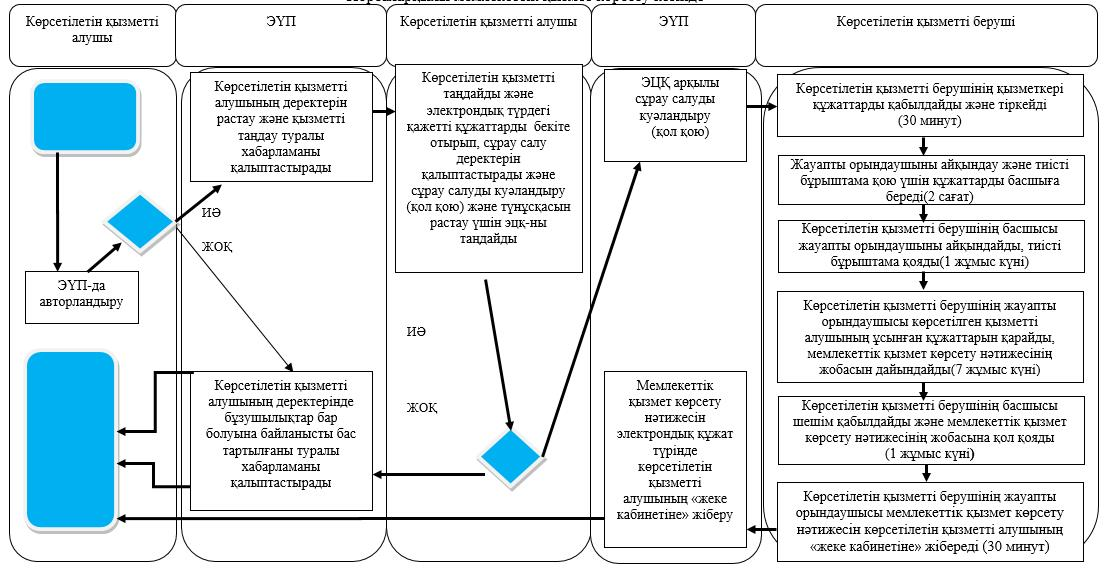 Көрсетілетін қызметті
алушы
ЭҮП
Көрсетілетін қызметті алушы
ЭҮП
Көрсетілетін қызметті беруші
ЭҮП-да
авторландыру
Көрсетілетін қызметті
алушының деректерін
растау және қызметті
таңдау туралы
хабарламаны
қалыптастырады
ИӘ
ЖОҚ
Көрсетілетін қызметті
алушының деректерінде
бұзушылықтар бар
болуына байланысты бас
тартылғаны туралы
хабарламаны
қалыптастырады
Көрсетілетін қызметті
таңдайды және
электрондық түрдегі
қажетті құжаттарды бекіте
отырып, сұрау салу
деректерін
қалыптастырады және
сұрау салуды куәландыру
(қол қою) және түнұсқасын
растау үшін эцк-ны
таңдайды
ИӘ
ЖОҚ
ЭЦҚ арқылы
сұрау салуды
куәландыру
(қол қою)
Мемлекеттік
қызмет көрсету
нәтижесін
электрондық құжат
түрінде
көрсетілетін
қызметті
алушының «жеке
кабинетіне» жіберу
Көрсетілетін қызметті берушінің қызметкері
құжаттарды қабылдайды және тіркейді
(30 минут)
Жауапты орындаушыны айқындау және тиісті
бұрыштама қою үшін құжаттарды басшыға
береді(2 сағат)
Көрсетілетін қызметті берушінің басшысы
жауапты орындаушыны айқындайды, тиісті
бұрыштама қояды(1 жұмыс күні)
Көрсетілетін қызметті берушінің жауапты
орындаушысы көрсетілген қызметті
алушының ұсынған құжаттарын қарайды,
мемлекеттік қызмет көрсету нәтижесінің
жобасын дайындайды(7 жұмыс күні)
Көрсетілетін қызметті берушінің басшысы
шешім қабылдайды және мемлекеттік қызмет
көрсету нәтижесінің жобасына қол қояды
(1 жұмыс күні)
Көрсетілетін қызметті берушінің жауапты
орындаушысы мемлекеттік қызмет көрсету
нәтижесін көрсетілетін қызметті алушының
«жеке кабинетіне» жібереді (30 минут)